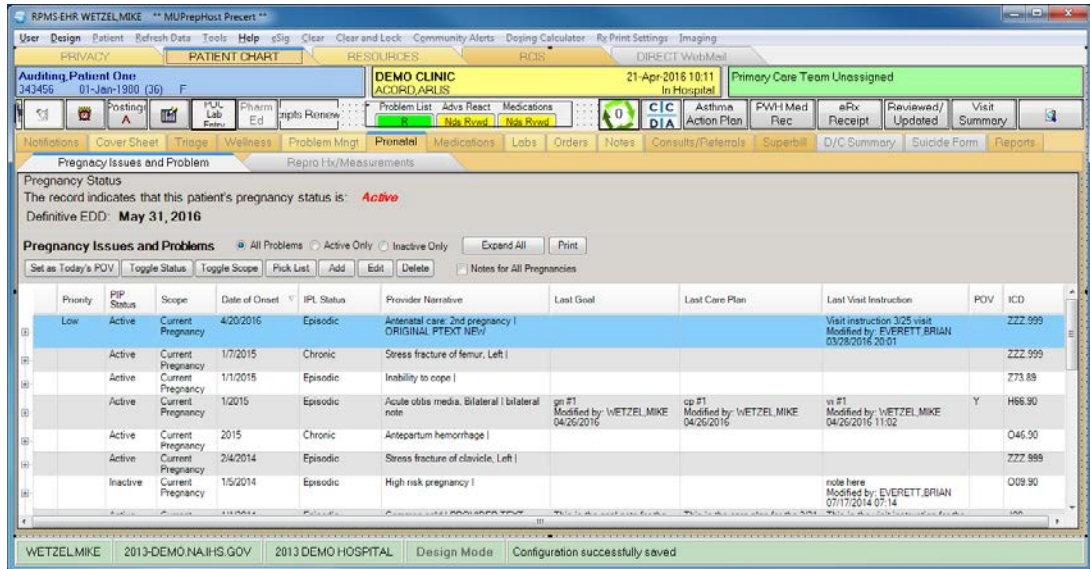 RPMS-EHR WETZEL,MIKE ** MUPrepHost Precert **
User Design Patient Refresh Data Tools Help eSig Clear Clear and Lock Community Alerts Dosing Calculator Rx Print Settings Imaging
PRIVACY PATIENT CHART RESOURCES RCIS DIRECT WebMail
Auditing,Patient One DEMO CLINIC 21-Apr-2016 10:11 Primary Care Team Unassigned
343456 01-Jan-1980 (36) F ACORD,ARLIS In Hospital
Postings Lab Pharm Renew Problem List Advs React Medications 0 C|C Asthma PWH Med eRx Reviewed/ Visit
A Ed R Nds Rvwd Nds Rvwd DIA Action Plan Rec Receipt Updated Summary
Notifications Cover Sheet Triage Wellness Problem Mngt Prenatal Medications Labs Orders Notes Consults/Referrals Superbill D/C Summary Suicide Form Reports
Pregnacy Issues and Problem Repro Hx/Measurements
Pregnancy Status
The record indicates that this patient's pregnancy status is: Active
Definitive EDD: May 31, 2016
Pregnancy Issues and Problems All Problems Active Only Inactive Only Expand All Print
Set as Today's POV Toggle Status Toggle Scope Pick List Add Edit Delete Notes for All Pregnancies
Priority PIP Status Scope Date of Onset IPL Status Provider Narrative Last Goal Last Care Plan Last Visit Instruction POV ICD
Low Active Current Pregnancy 4/20/2016 Episodic Antenatal care: 2nd pregnancy | Visit instruction 3/25 visit ZZZ.999
ORIGINAL PTEXT NEW Modified by: EVERETT,BRIAN
03/28/2016 20:01
Active Current Pregnancy 1/7/2015 Chronic Stress fracture of femur, Left | ZZZ.999
Active Current Pregnancy 1/1/2015 Episodic Inability to cope | Z73.89
Active Current Pregnancy 1/2015 Episodic Acute otitis media, Bilateral | bilateral note gn #1 cp #1 vi #1 Y H66.90
Modified by: WETZEL,MIKE Modified by: WETZEL,MIKE Modified by: WETZEL,MIKE
04/26/2016 04/26/2016 04/26/2016 11:02
Active Current Pregnancy 2015 Chronic Antepartum hemorrhage | O46.90
Active Current Pregnancy 2/4/2014 Episodic Stress fracture of clavicle, Left | ZZZ.999
Inactive Current Pregnancy 1/5/2014 Episodic High risk pregnancy | note here O09.90
Modified by: EVERETT,BRIAN
07/17/2014 07:14
WETZEL,MIKE 2013-DEMO.NA.IHS.GOV 2013 DEMO HOSPITAL Design Mode Configuration successfully saved